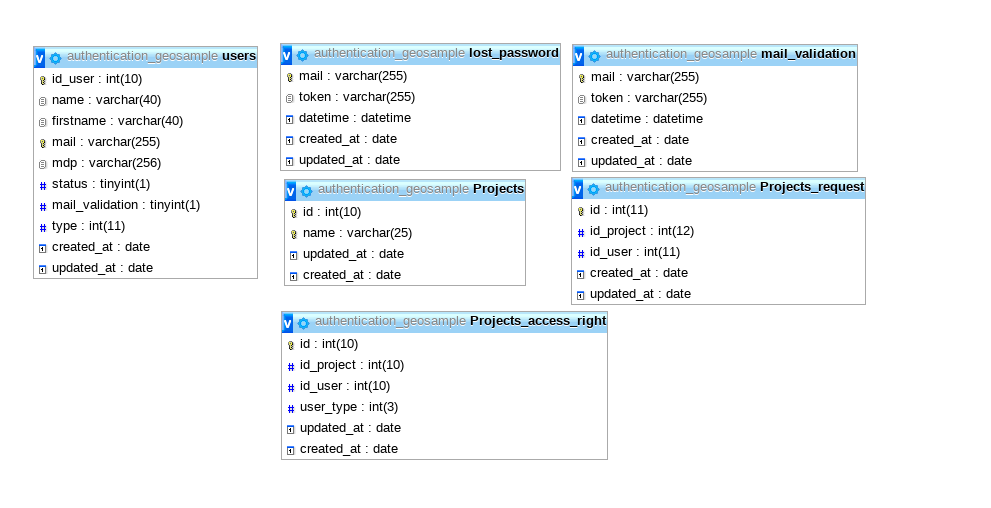 v authentication_geosample users
id_user : int(10)
name : varchar(40)
firstname : varchar(40)
mail : varchar(255)
mdp : varchar(256)
status : tinyint(1)
mail_validation : tinyint(1)
type : int(11)
created_at : date
updated_at : date
v authentication_geosample lost_password
mail : varchar(255)
token : varchar(255)
datetime : datetime
created_at : date
updated_at : date
v authentication_geosample mail_validation
mail : varchar(255)
token : varchar(255)
datetime : datetime
created_at : date
updated_at : date
v authentication_geosample Projects
id : int(10)
name : varchar(25)
updated_at : date
created_at : date
v authentication_geosample Projects_request
id : int(11)
id_project : int(12)
id_user : int(11)
created_at : date
updated_at : date
v authentication_geosample Projects_access_right
id : int(10)
id_project : int(10)
id_user : int(10)
user_type : int(3)
updated_at : date
created_at : date